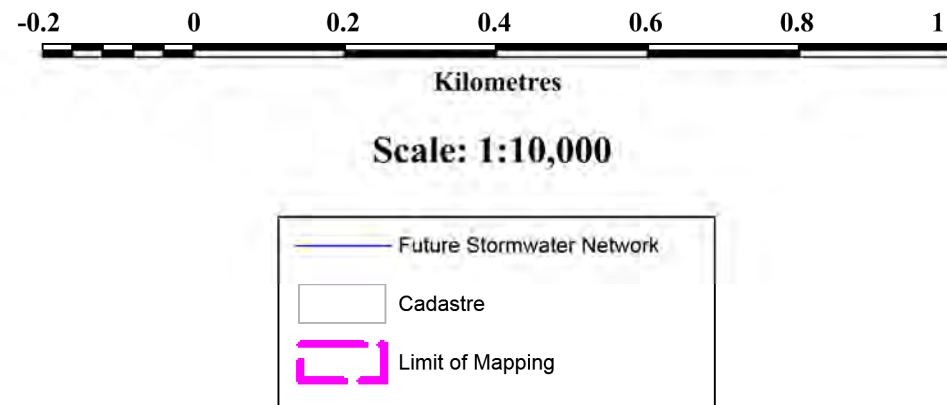 -0.2 0 0.2 0.4 0.6 0.8 1
Kilometres
Scale: 1:10,000
Future Stormwater Network
Cadastre
Limit of Mapping